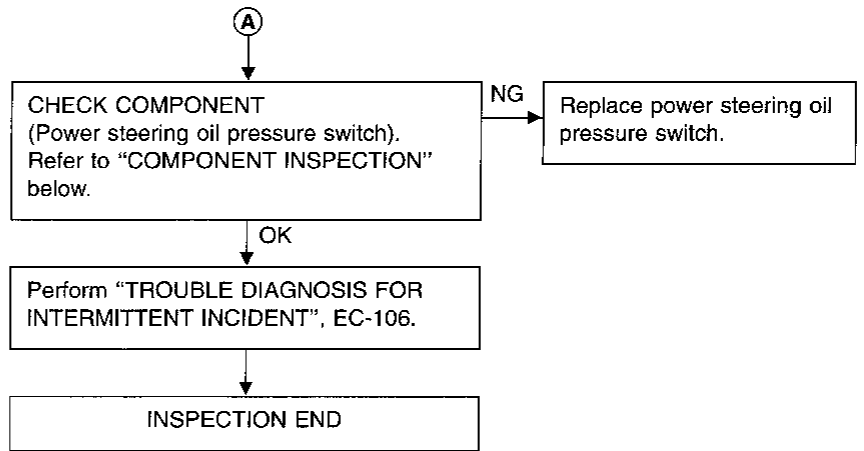 A
CHECK COMPONENT
(Power steering oil pressure switch).
Refer to “COMPONENT INSPECTION”
below.
NG
Replace power steering oil
pressure switch.
OK
Perform “TROUBLE DIAGNOSIS FOR
INTERMITTENT INCIDENT”, EC-106.
INSPECTION END